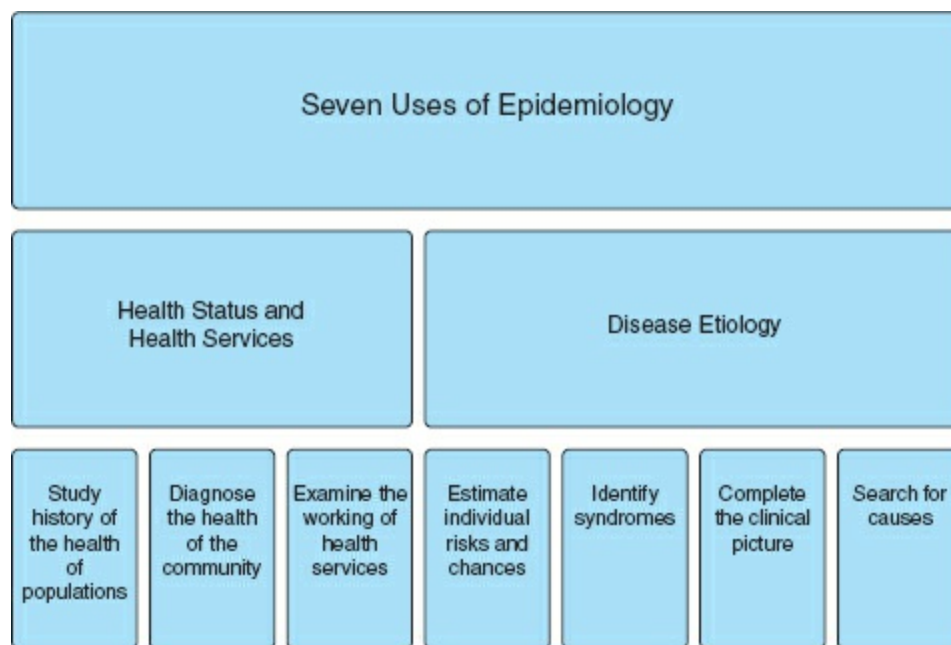 Seven Uses of Epidemiology
Health Status and
Health Services
Disease Etiology
Study
history of
the health
of
populations
Diagnose
the health
of the
community
Examine the
working of
health
services
Estimate
individual
risks and
chances
Identify
syndromes
Complete
the clinical
picture
Search for
causes